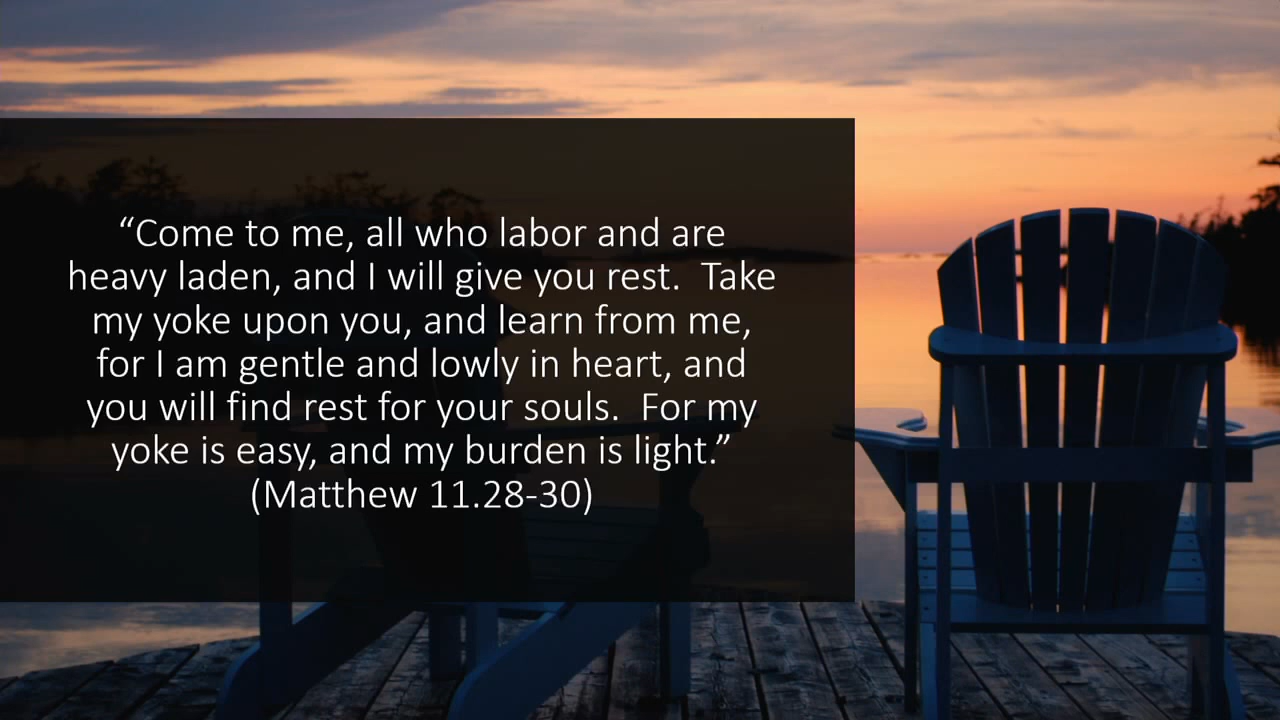 “Come to me, all who labor and are
heavy laden, and I will give you rest.  Take
my yoke upon you, and learn from me,
for I am gentle and lowly in heart, and
you will find rest for your souls.  For my
yoke is easy, and my burden is light.”
(Matthew 11.28-30)